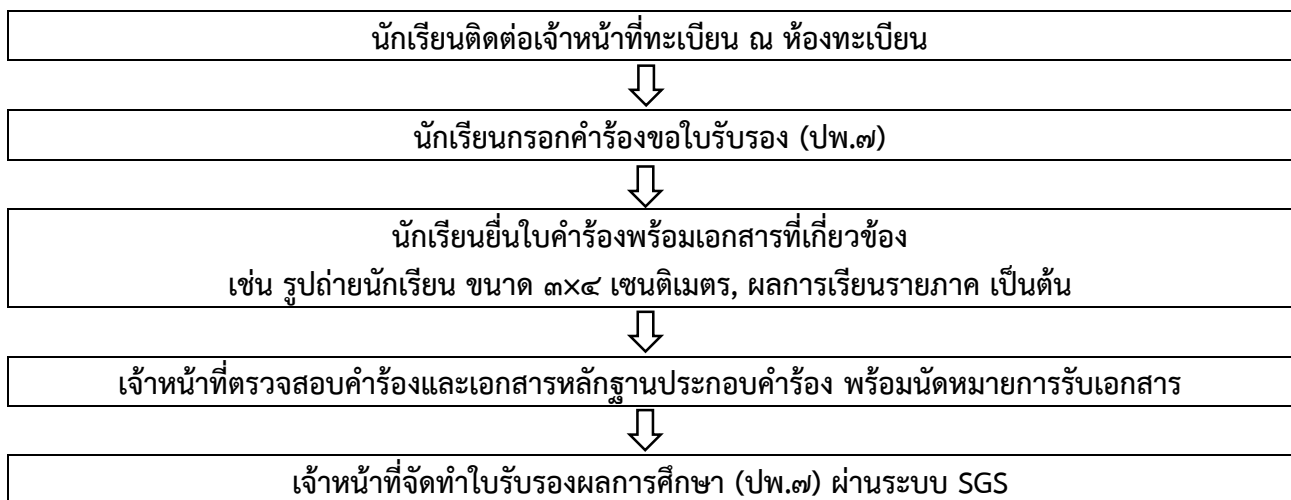 นักเรียนติดต่อเจ้าหน้าที่ทะเบียน ณ ห้องทะเบียน
นักเรียนกรอกคำร้องขอใบรับรอง (ปพ.๗)
นักเรียนยื่นใบคำร้องพร้อมเอกสารที่เกี่ยวข้อง
เช่น รูปถ่ายนักเรียน ขนาด ๓×๔ เซนติเมตร, ผลการเรียนรายภาค เป็นต้น
เจ้าหน้าที่ตรวจสอบคำร้องและเอกสารหลักฐานประกอบคำร้อง พร้อมนัดหมายการรับเอกสาร
เจ้าหน้าที่จัดทำใบรับรองผลการศึกษา (ปพ.๗) ผ่านระบบ SGS